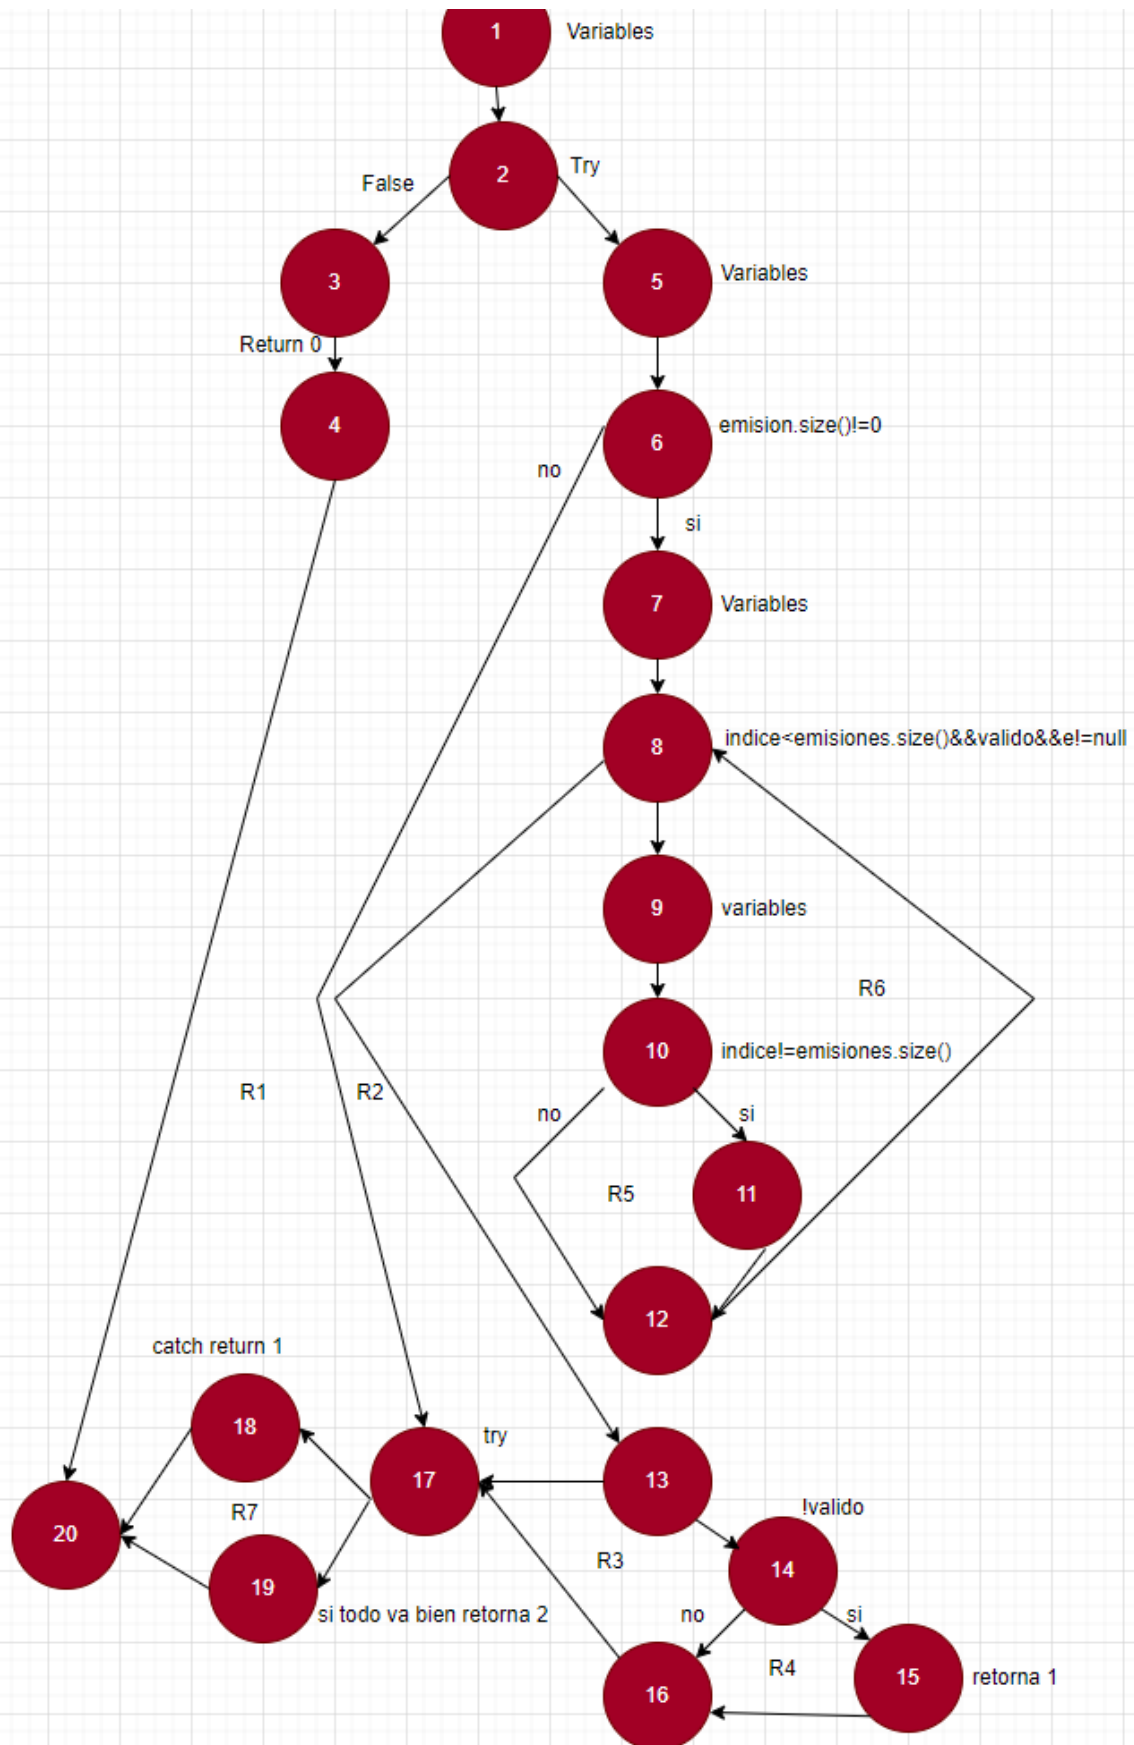 1 Variables
2
Try
False
3
5
Variables
Return 0
4
6
emision.size()!=0
no
si
7
Variables
8
indice<emisiones.size()&&valido&&e!=null
9
variables
R6
10
indice!=emisiones.size()
R1
R2
no
si
R5
11
12
catch return 1
18
try
17
13
!valido
R7
20
R3
14
19
si todo va bien retorna 2
no
si
R4
15
retorna 1
16